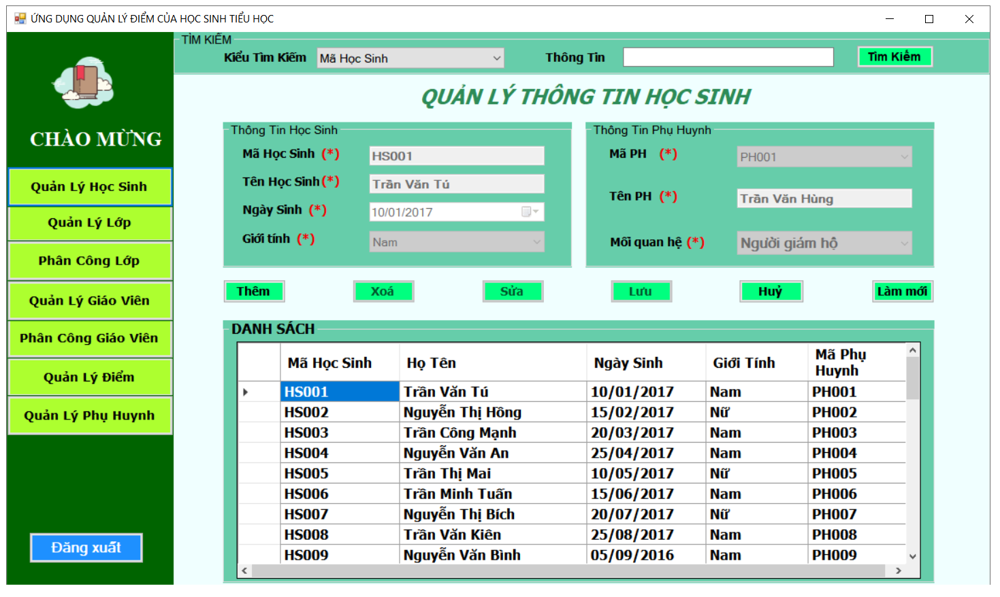 ỨNG DỤNG QUẢN LÝ ĐIỂM CỦA HỌC SINH TIỂU HỌC
TÌM KIẾM
Kiểu Tìm Kiếm Mã Học Sinh Thông Tin Tìm Kiếm
CHÀO MỪNG
Quản Lý Học Sinh
Quản Lý Lớp
Phân Công Lớp
Quản Lý Giáo Viên
Phân Công Giáo Viên
Quản Lý Điểm
Quản Lý Phụ Huynh
Đăng xuất
QUẢN LÝ THÔNG TIN HỌC SINH
Thông Tin Học Sinh
Mã Học Sinh (*) HS001
Tên Học Sinh (*) Trần Văn Tú
Ngày Sinh (*) 10/01/2017
Giới tính (*) Nam
Thông Tin Phụ Huynh
Mã PH (*) PH001
Tên PH (*) Trần Văn Hùng
Mối quan hệ (*) Người giám hộ
Thêm Xoá Sửa Lưu Huỷ Làm mới
DANH SÁCH
Mã Học Sinh Họ Tên Ngày Sinh Giới Tính Mã Phụ Huynh
HS001 Trần Văn Tú 10/01/2017 Nam PH001
HS002 Nguyễn Thị Hồng 15/02/2017 Nữ PH002
HS003 Trần Công Mạnh 20/03/2017 Nam PH003
HS004 Nguyễn Văn An 25/04/2017 Nam PH004
HS005 Trần Thị Mai 10/05/2017 Nữ PH005
HS006 Trần Minh Tuấn 15/06/2017 Nam PH006
HS007 Nguyễn Thị Bích 20/07/2017 Nữ PH007
HS008 Trần Văn Kiên 25/08/2017 Nam PH008
HS009 Nguyễn Văn Bình 05/09/2016 Nam PH009